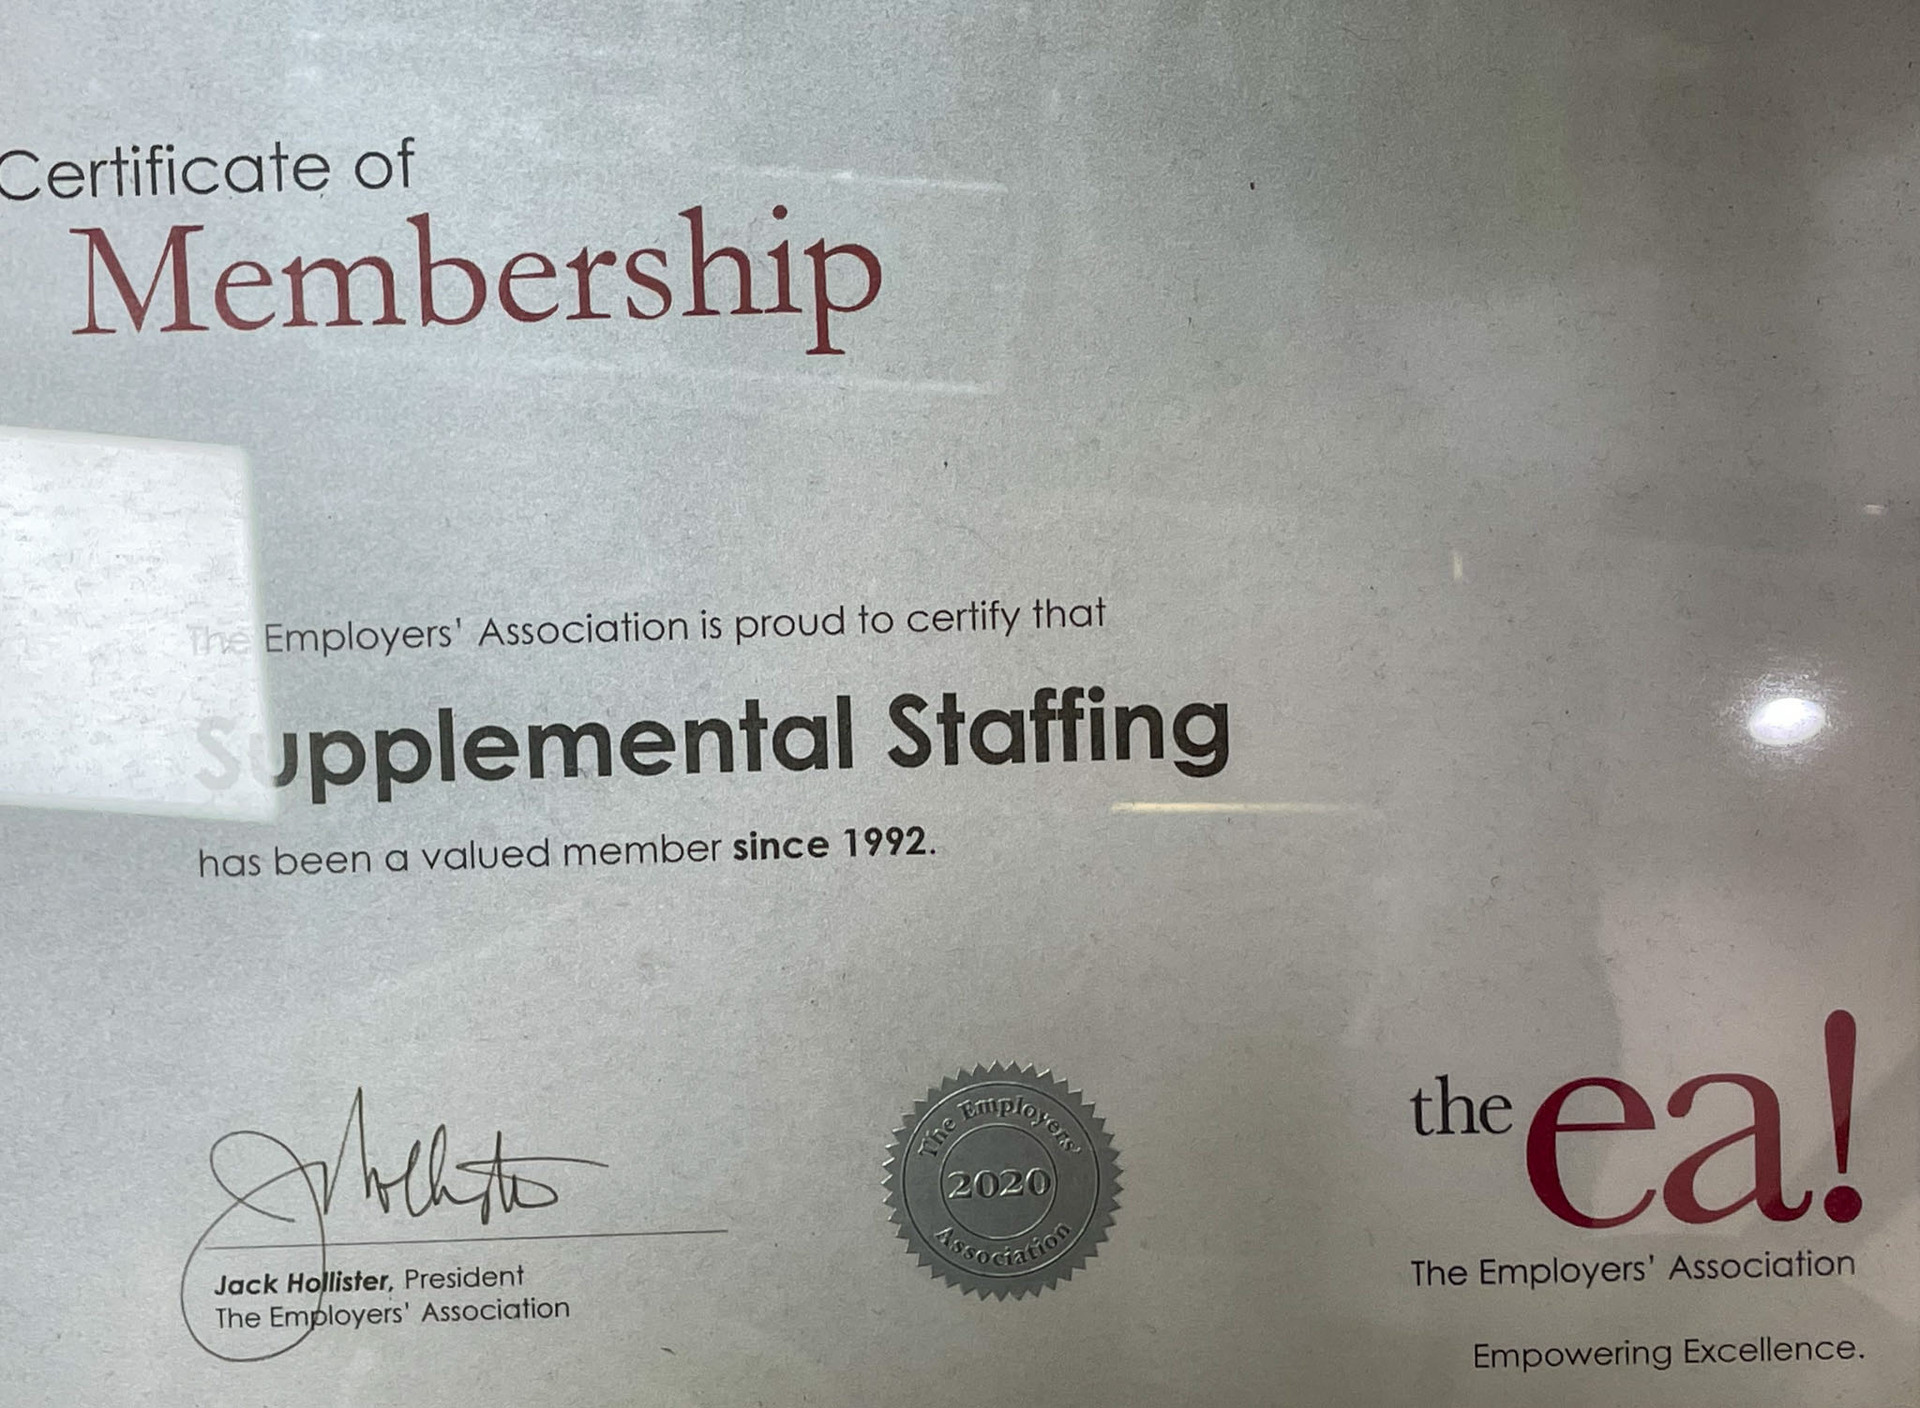 Certificate of
Membership
The Employers' Association is proud to certify that
Supplemental Staffing
has been a valued member since 1992.
Jack Hollister, President
The Employers' Association
The Employers'
2020
Association
the ea!
The Employers' Association
Empowering Excellence.